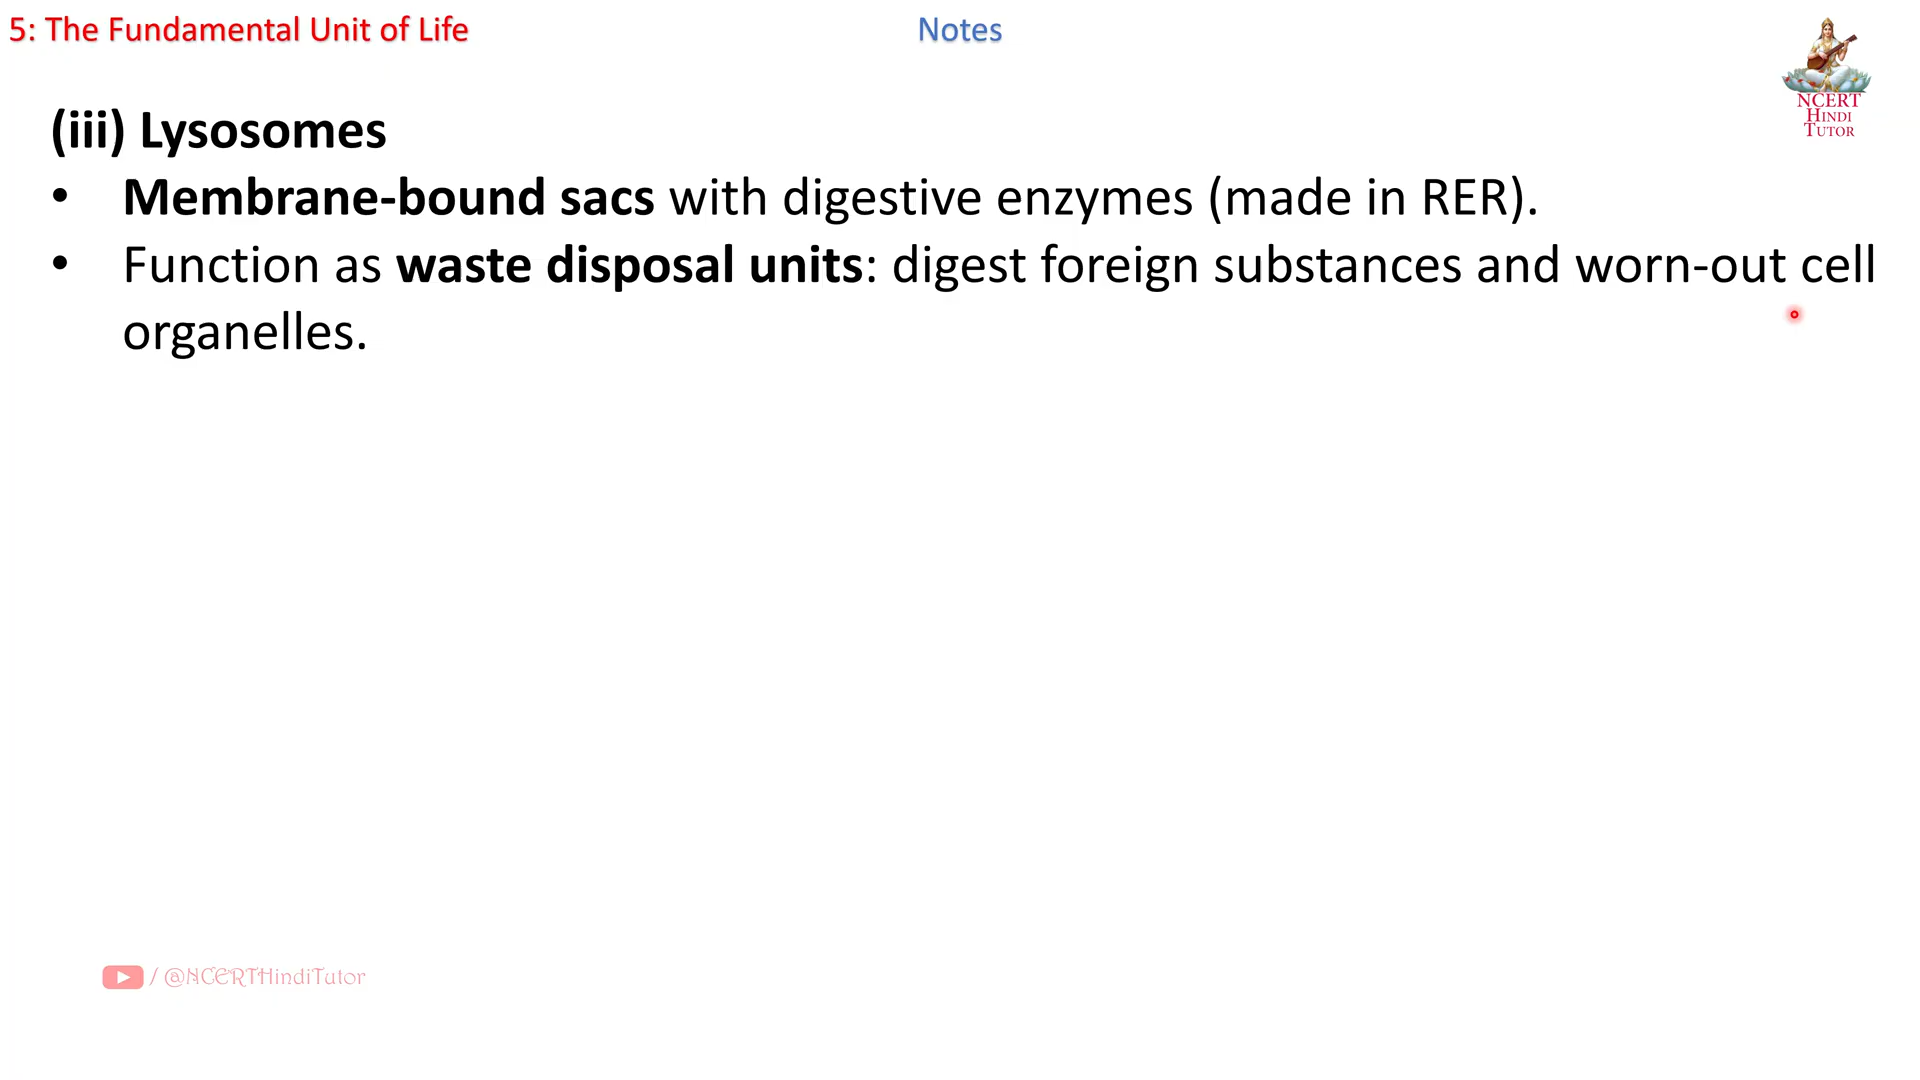 5: The Fundamental Unit of Life
Notes
NCERT
HINDI
TUTOR
(iii) Lysosomes
• Membrane-bound sacs with digestive enzymes (made in RER).
• Function as waste disposal units: digest foreign substances and worn-out cell
organelles.
/ @NCERTHindiTutor